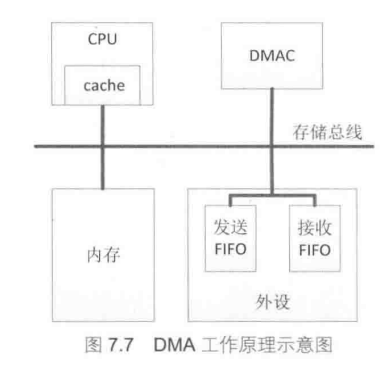 CPU
cache
DMAC
存储总线
内存
发送
FIFO
接收
FIFO
外设
图 7.7 DMA 工作原理示意图